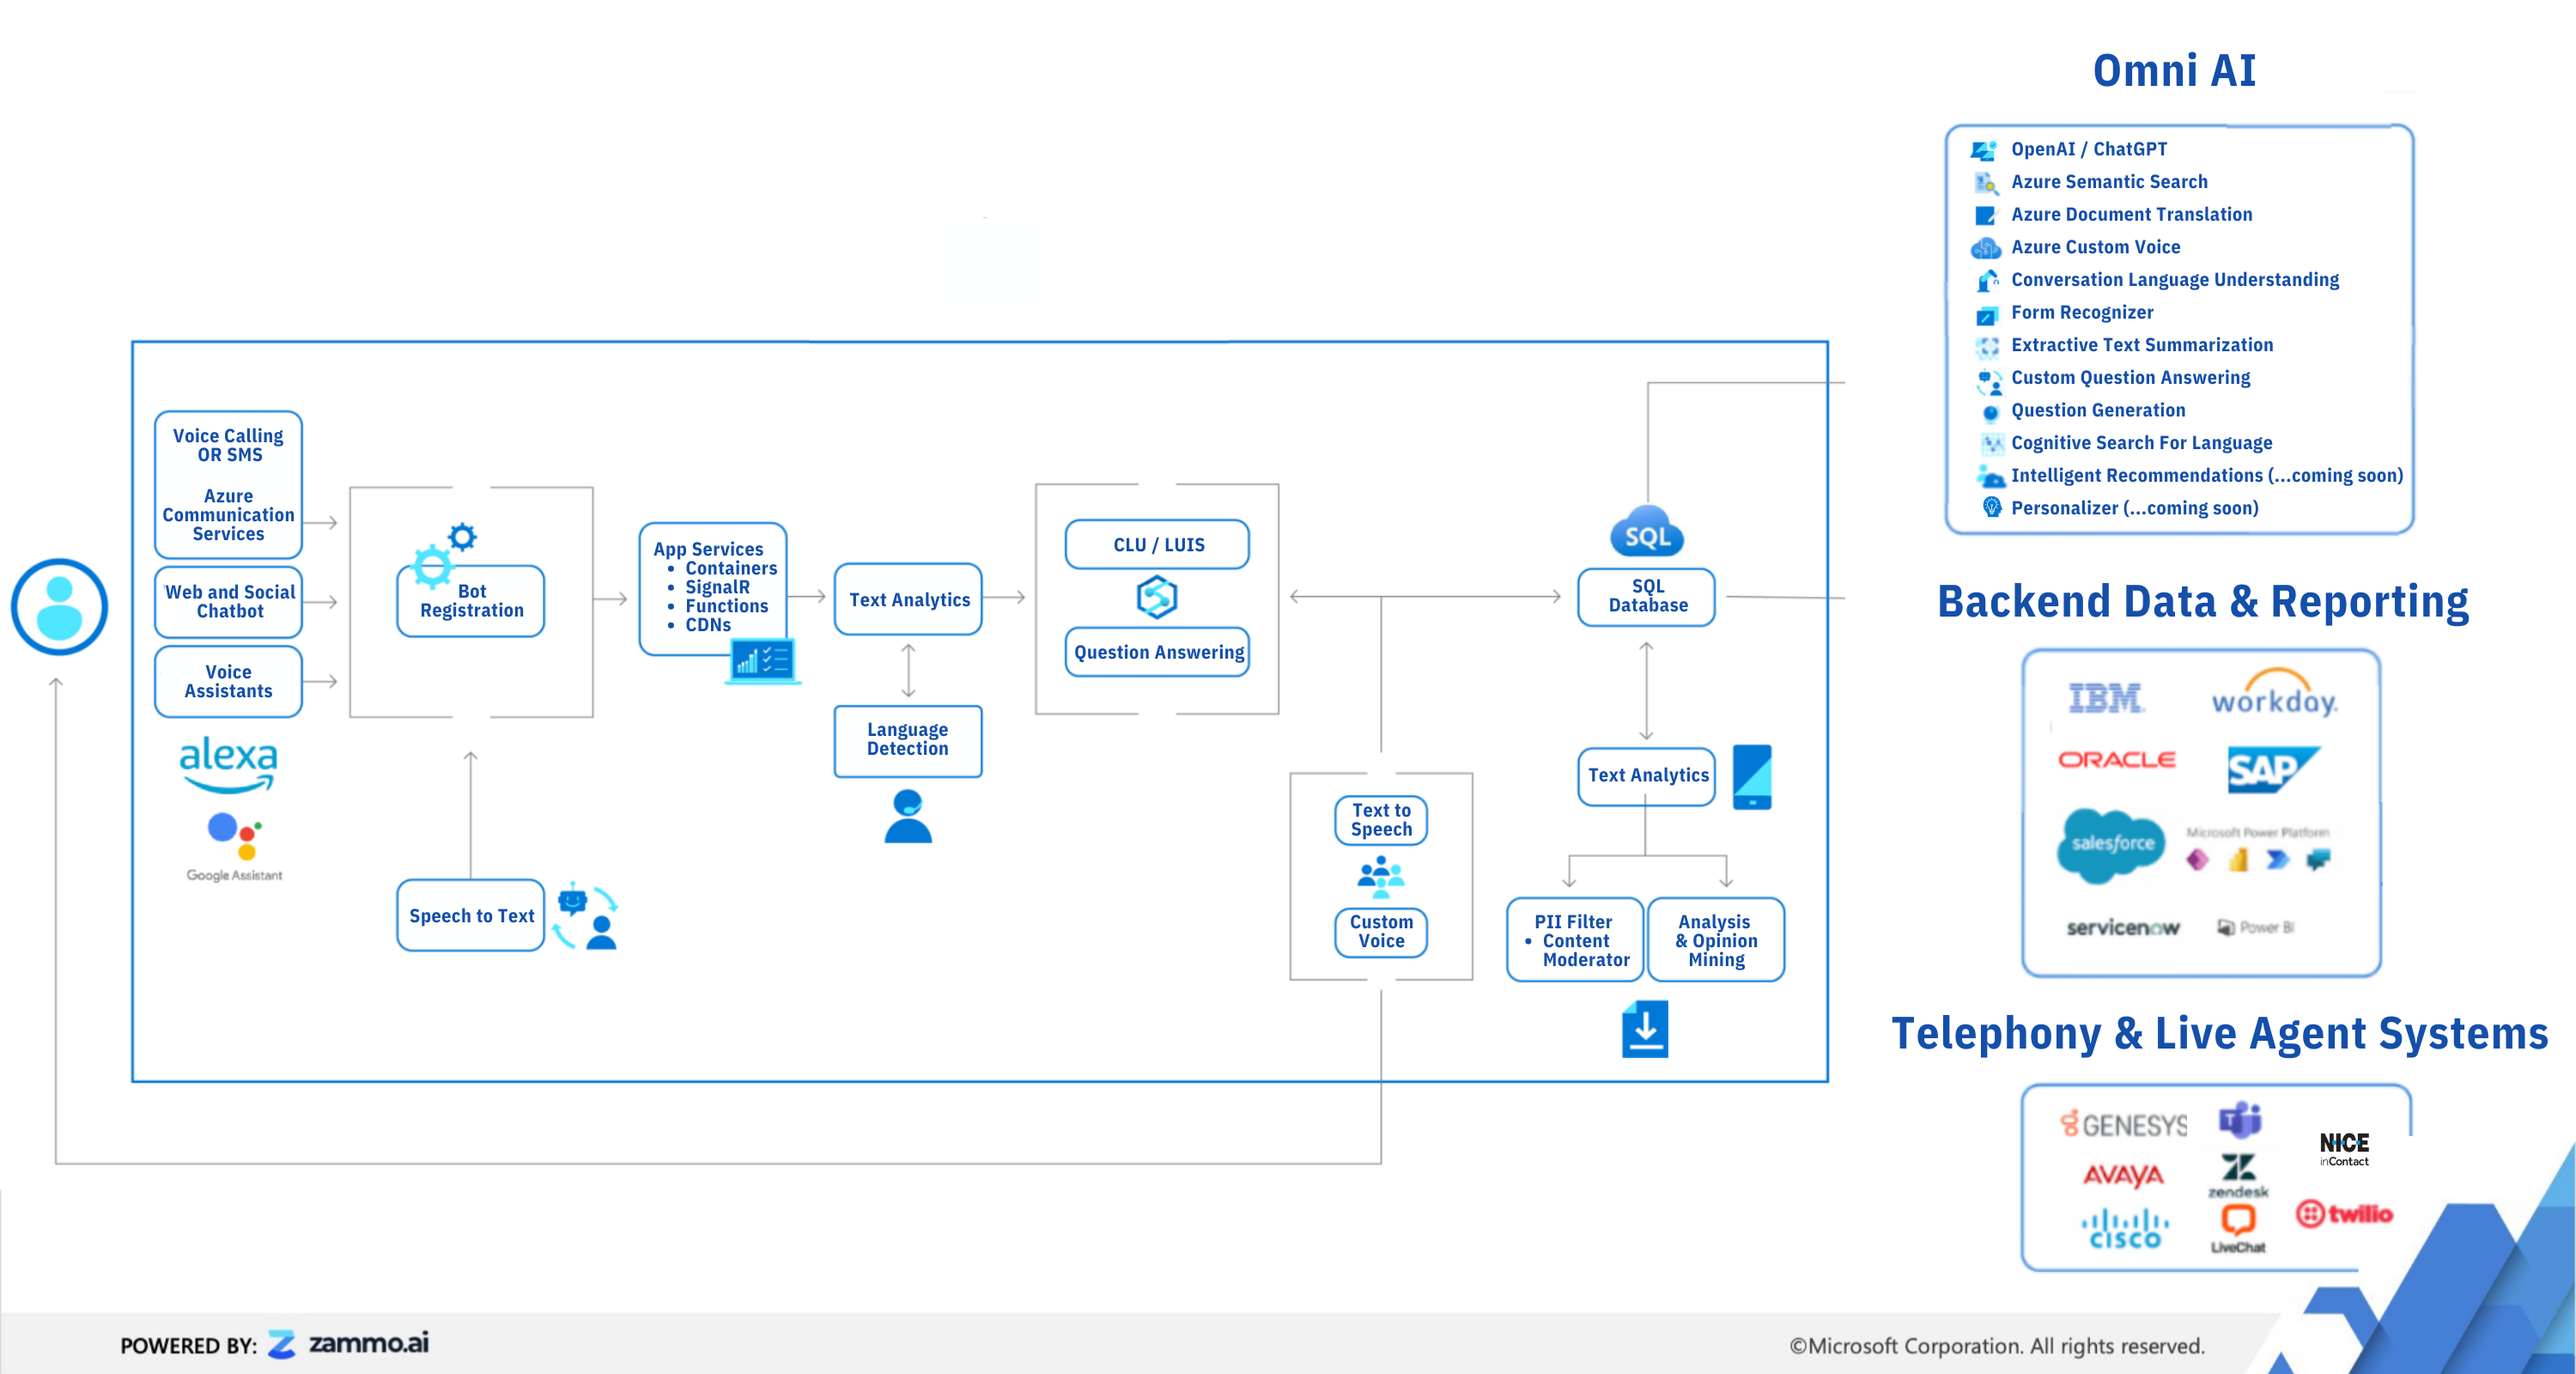 Omni AI
OpenAI / ChatGPT
Azure Semantic Search
Azure Document Translation
Azure Custom Voice
Conversation Language Understanding
Form Recognizer
Extractive Text Summarization
Custom Question Answering
Question Generation
Cognitive Search For Language
Intelligent Recommendations (...coming soon)
Personalizer (...coming soon)
Voice Calling
OR SMS
Azure
Communication
Services
Web and Social
Chatbot
Voice
Assistants
alexa
Google Assistant
Bot
Registration
Speech to Text
App Services
• Containers
• SignalR
• Functions
• CDNs
Text Analytics
Language
Detection
CLU / LUIS
Question Answering
Text to
Speech
Custom
Voice
SQL
SQL
Database
Text Analytics
PII Filter
• Content
Moderator
Analysis
& Opinion
Mining
Backend Data & Reporting
IBM
workday.
ORACLE
SAP
salesforce
Microsoft Power Platform
servicenow
Power BI
Telephony & Live Agent Systems
GENESYS
T
NICE
inContact
AVAYA
zendesk
CISCO
LiveChat
twilio
POWERED BY: zammo.ai
©Microsoft Corporation. All rights reserved.